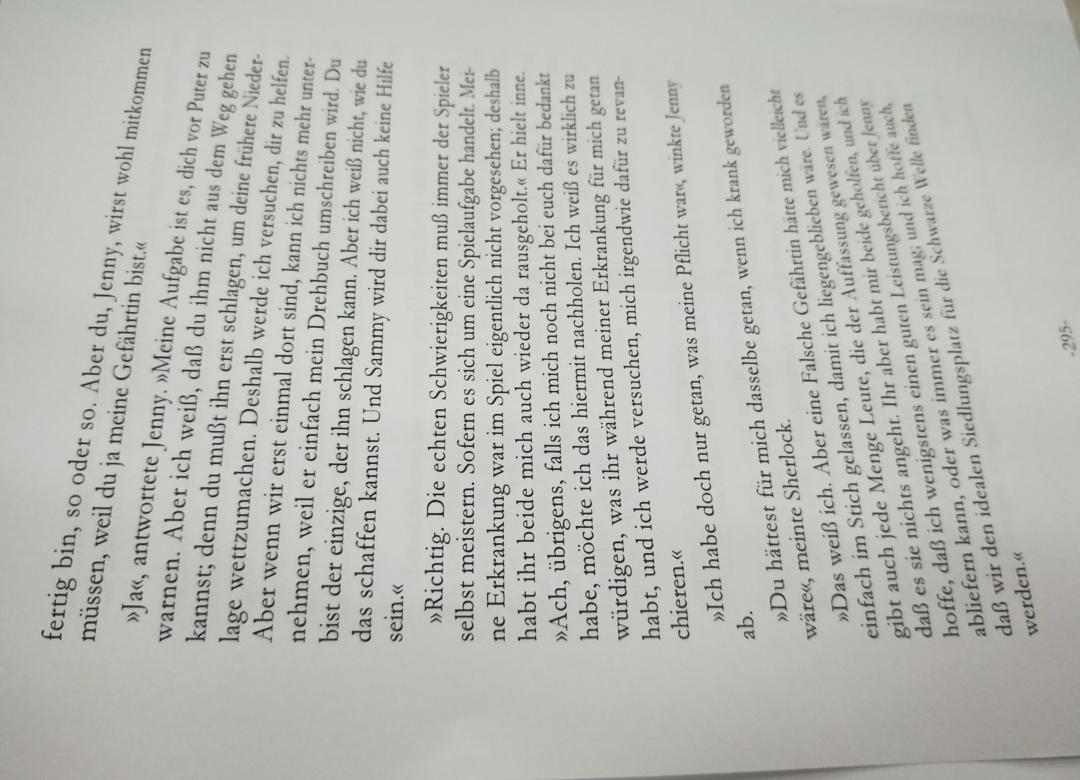 fertig bin, so oder so. Aber du, Jenny, wirst wohl mitkommen
müssen, weil du ja meine Gefährtin bist.«
»Ja«, antwortete Jenny. »Meine Aufgabe ist es, dich vor Puter zu
warnen. Aber ich weiß, daß du ihm nicht aus dem Weg gehen
kannst; denn du mußt ihn erst schlagen, um deine frühere Nieder-
lage wettzumachen. Deshalb werde ich versuchen, dir zu helfen.
Aber wenn wir erst einmal dort sind, kann ich nichts mehr unter-
nehmen, weil er einfach mein Drehbuch umschreiben wird. Du
bist der einzige, der ihn schlagen kann. Aber ich weiß nicht, wie du
das schaffen kannst. Und Sammy wird dir dabei auch keine Hilfe
sein.«
»Richtig. Die echten Schwierigkeiten muß immer der Spieler
selbst meistern. Sofern es sich um eine Spielaufgabe handelt. Mei-
ne Erkrankung war im Spiel eigentlich nicht vorgesehen; deshalb
habt ihr beide mich auch wieder da rausgeholt.« Er hielt inne.
»Ach, übrigens, falls ich mich noch nicht bei euch dafür bedankt
habe, möchte ich das hiermit nachholen. Ich weiß es wirklich zu
würdigen, was ihr während meiner Erkrankung für mich getan
habt, und ich werde versuchen, mich irgendwie dafür zu revan-
chieren.«
»Ich habe doch nur getan, was meine Pflicht war«, winkte Jenny
ab.
»Du hättest für mich dasselbe getan, wenn ich krank geworden
wäre«, meinte Sherlock.
»Das weiß ich. Aber eine Falsche Gefährtin hätte mich vielleicht
einfach im Stich gelassen, damit ich liegengeblieben wäre. Und es
gibt auch jede Menge Leute, die der Auffassung gewesen wären,
daß es sie nichts angeht. Ihr aber habt mir beide geholfen, und ich
hoffe, daß ich wenigstens einen guten Leistungsbericht über Jenny
abliefern kann, oder was immer es sein mag; und ich hoffe auch,
daß wir den idealen Siedlungsplatz für die Schwarze Welle finden
werden.«
-295-